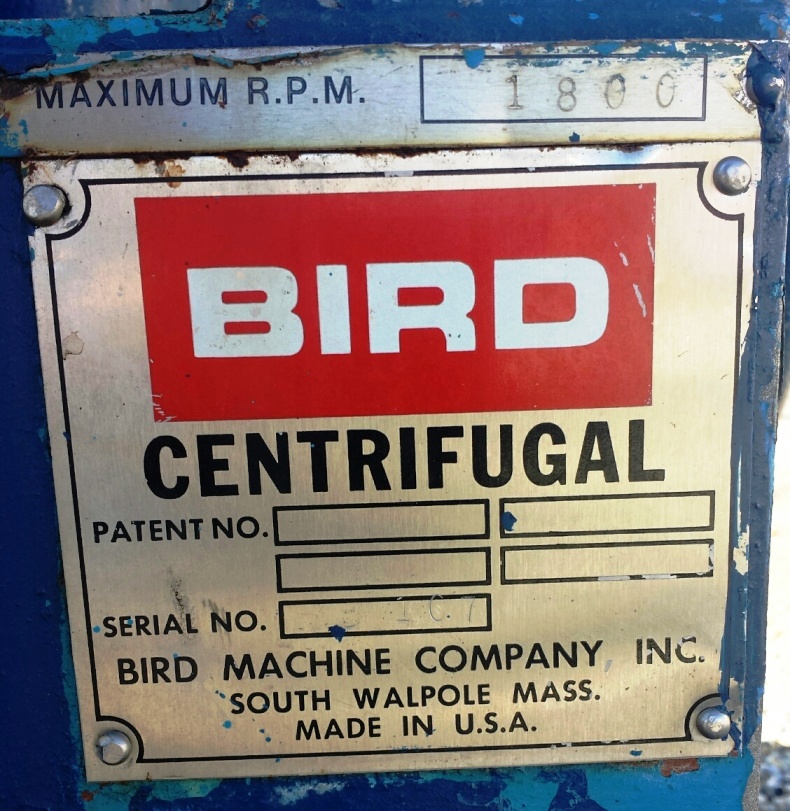 MAXIMUM R.P.M. 1800
BIRD
CENTRIFUGAL
PATENT NO.
SERIAL NO.
BIRD MACHINE COMPANY, INC.
SOUTH WALPOLE MASS.
MADE IN U.S.A.